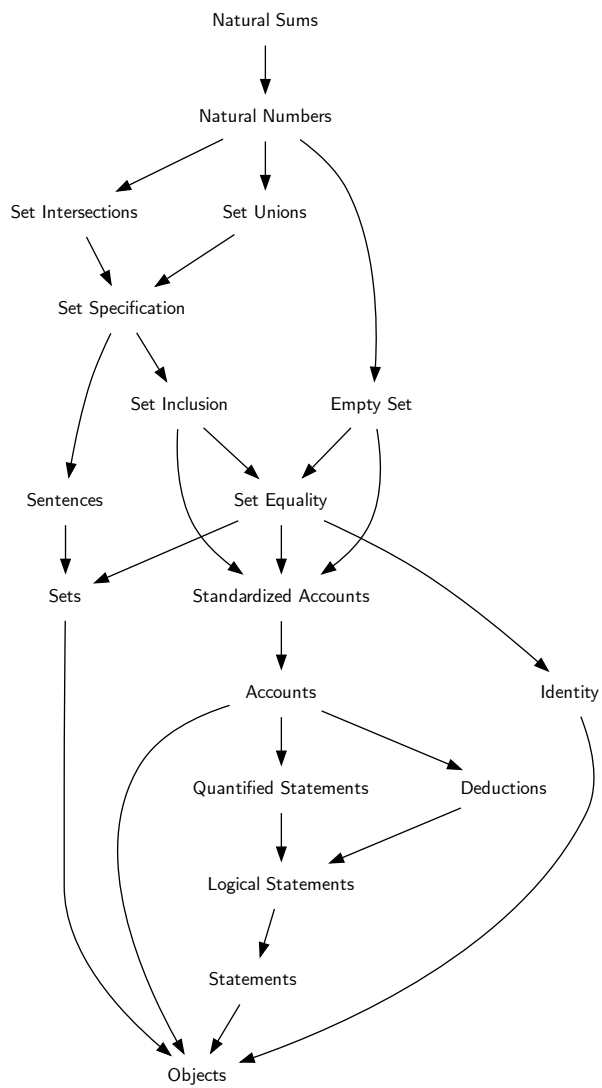 Natural Sums
Natural Numbers
Set Intersections
Set Unions
Set Specification
Set Inclusion
Empty Set
Sentences
Set Equality
Sets
Standardized Accounts
Accounts
Identity
Quantified Statements
Deductions
Logical Statements
Statements
Objects